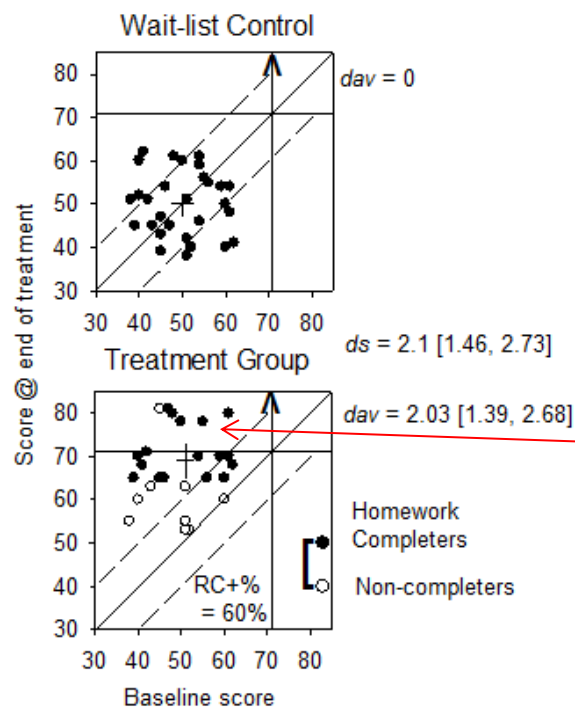 Wait-list Control
80
70
60
50
40
30
30 40 50 60 70 80
dav = 0
Score @ end of treatment
ds = 2.1 [1.46, 2.73]
Treatment Group
80
70
60
50
40
30
30 40 50 60 70 80
dav = 2.03 [1.39, 2.68]
RC+%
= 60%
Homework
Completers
Non-completers
Baseline score